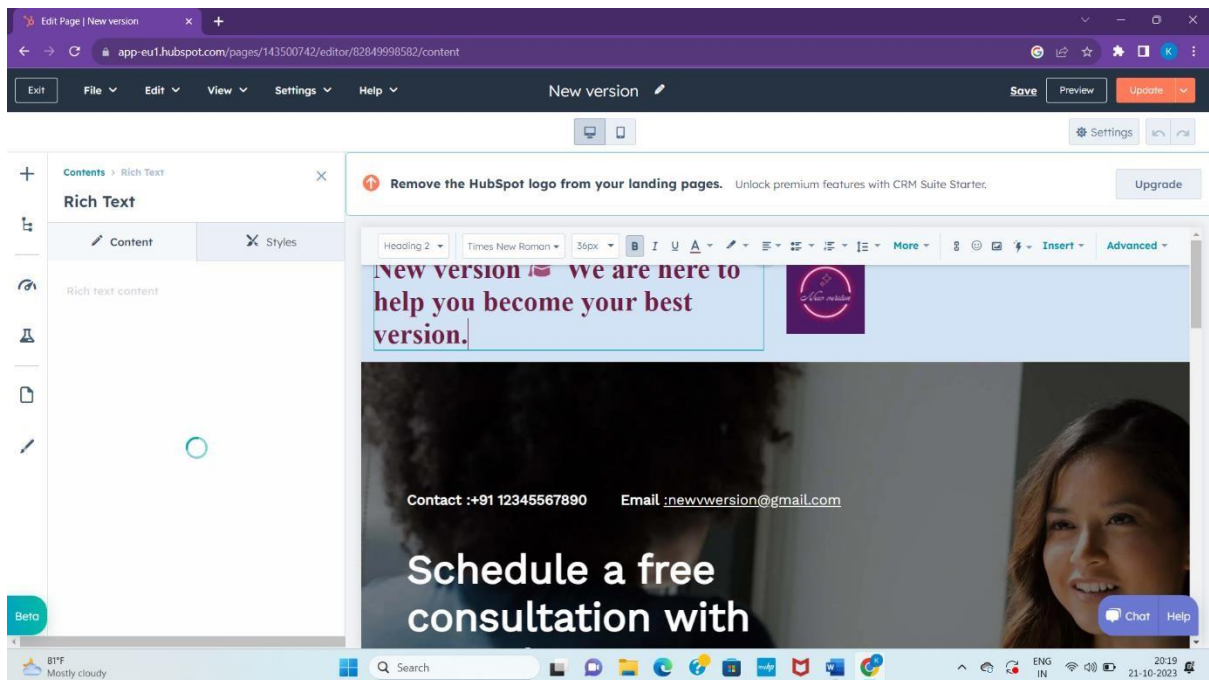 Edit Page | New version
app-eu1.hubspot.com/pages/143500742/editor/82849998582/content
K
Exit File Edit View Settings Help New version Save Preview Update
Settings
Contents > Rich Text
Rich Text
Content Styles
Rich text content
Remove the HubSpot logo from your landing pages. Unlock premium features with CRM Suite Starter. Upgrade
Heading 2 Times New Roman 36px B I U A More Insert Advanced
New version We are here to
help you become your best
version.
New version
Contact :+91 12345567890 Email :newvwersion@gmail.com
Schedule a free
consultation with
Beta
Chat Help
81°F
Mostly cloudy
Search
ENG
IN
20:19
21-10-2023